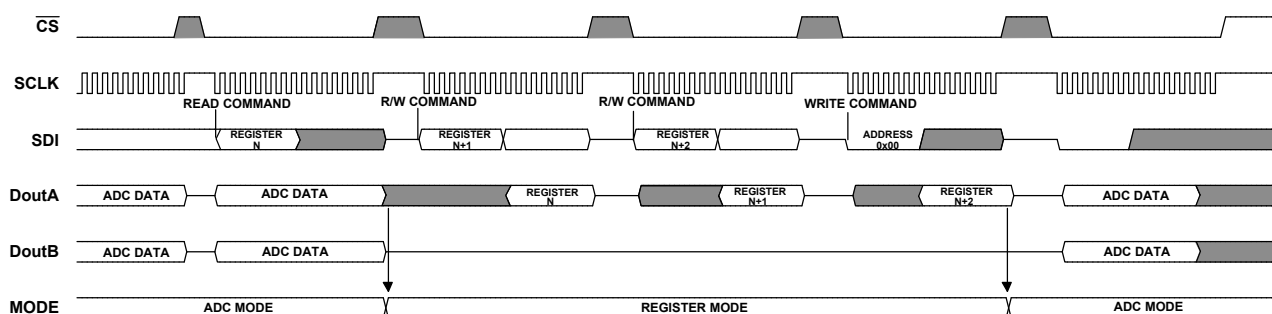 CS
SCLK
READ COMMAND
R/W COMMAND
R/W COMMAND
WRITE COMMAND
SDI
REGISTER
N
REGISTER
N+1
REGISTER
N+2
ADDRESS
0x00
DoutA
ADC DATA
ADC DATA
REGISTER
N
REGISTER
N+1
REGISTER
N+2
ADC DATA
DoutB
ADC DATA
ADC DATA
ADC DATA
MODE
ADC MODE
REGISTER MODE
ADC MODE